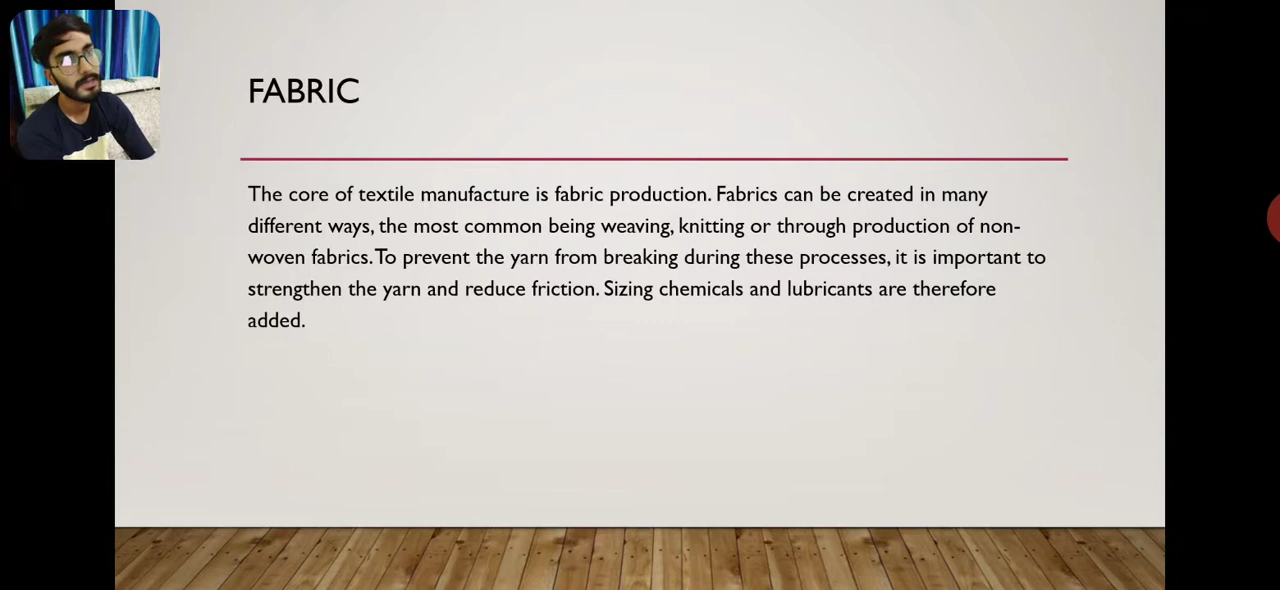 FABRIC
The core of textile manufacture is fabric production. Fabrics can be created in many
different ways, the most common being weaving, knitting or through production of non-
woven fabrics. To prevent the yarn from breaking during these processes, it is important to
strengthen the yarn and reduce friction. Sizing chemicals and lubricants are therefore
added.